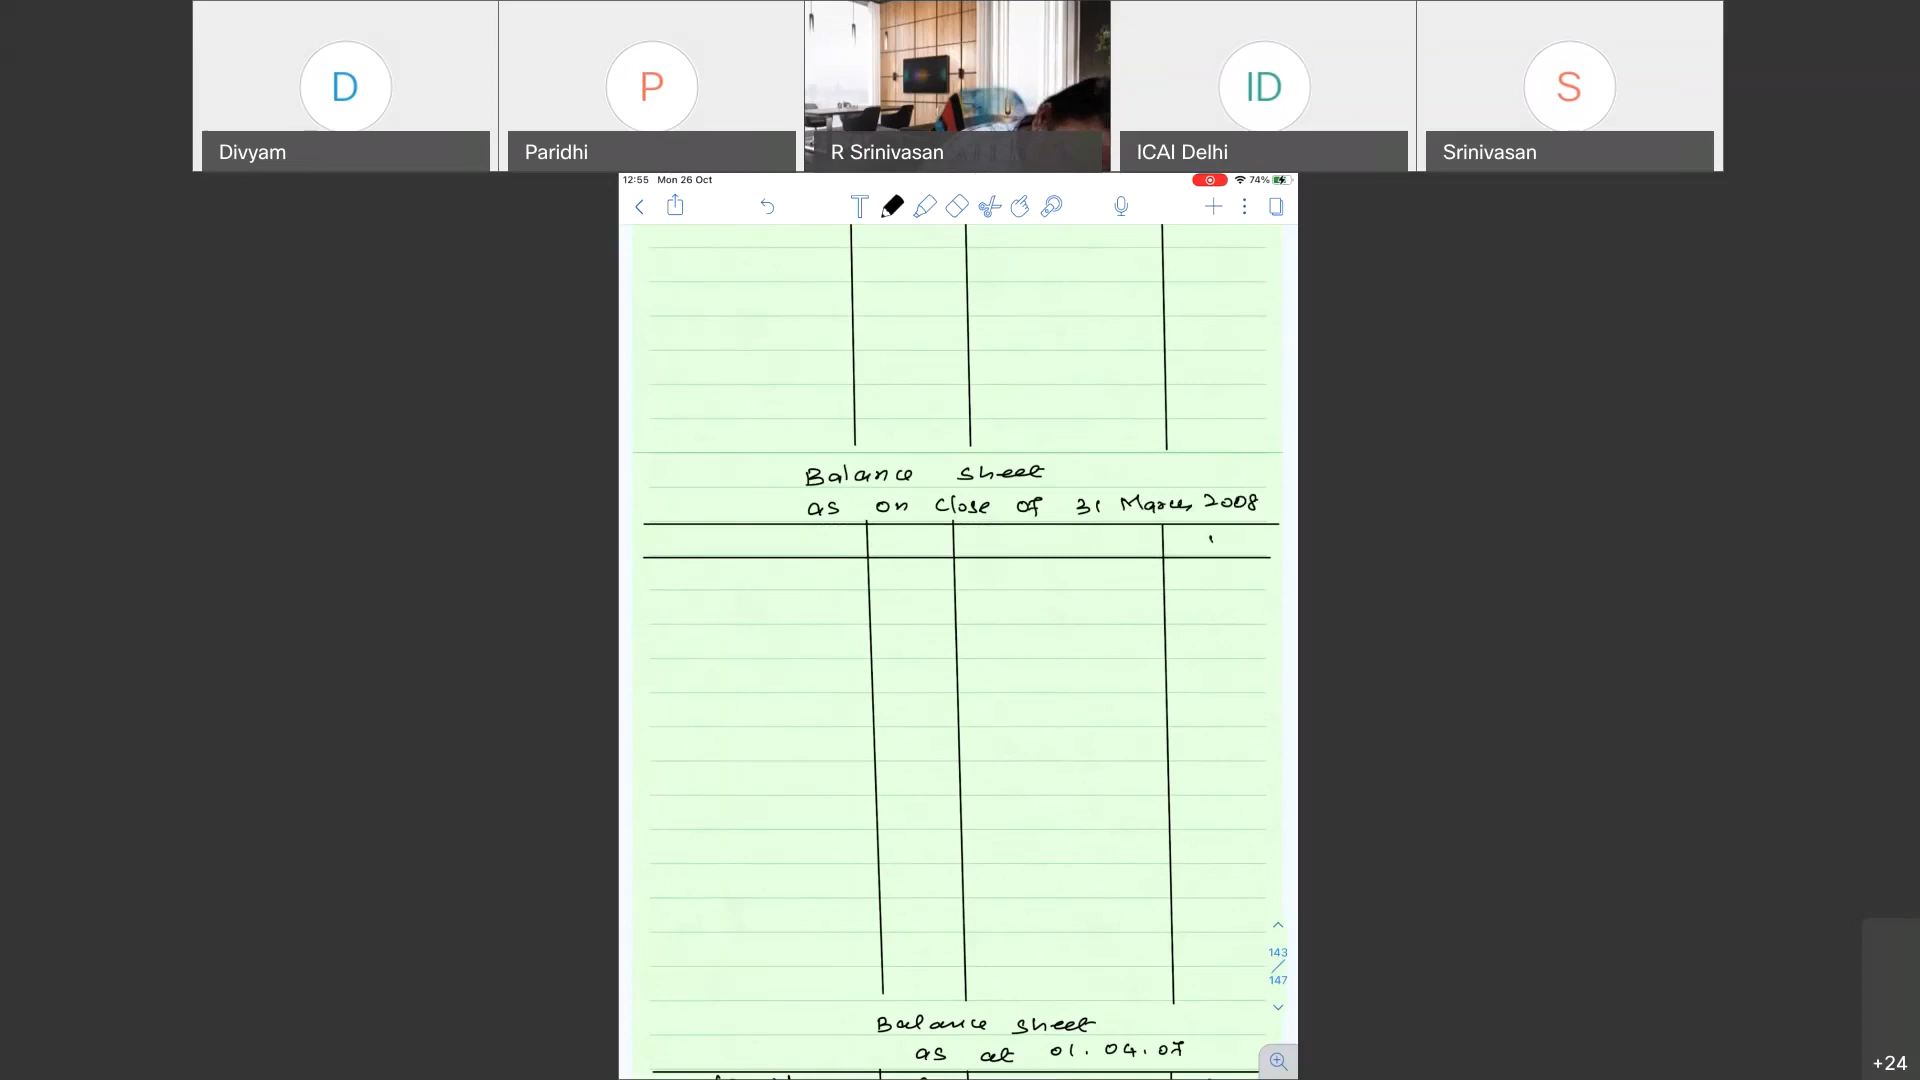 D
P
ID
S
Divyam
Paridhi
R Srinivasan
ICAI Delhi
Srinivasan
12:55 Mon 26 Oct
74%
T
Balance sheet
as on close of 31 March 2008
143
147
Balance sheet
as at 01.04.07
+24